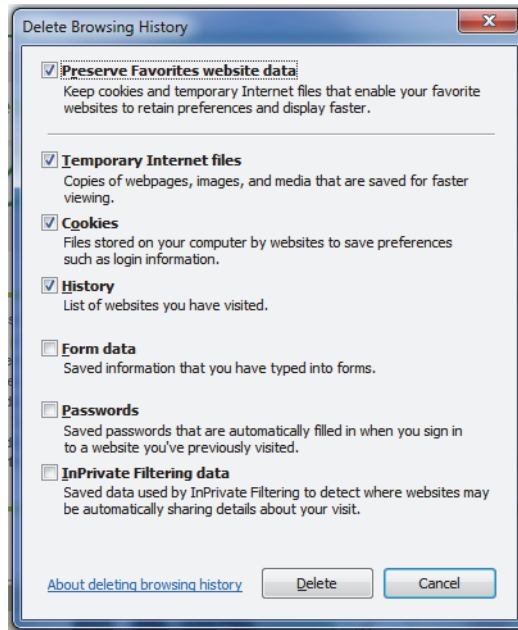 Delete Browsing History
Preserve Favorites website data
Keep cookies and temporary Internet files that enable your favorite
websites to retain preferences and display faster.
Temporary Internet files
Copies of webpages, images, and media that are saved for faster
viewing.
Cookies
Files stored on your computer by websites to save preferences
such as login information.
History
List of websites you have visited.
Form data
Saved information that you have typed into forms.
Passwords
Saved passwords that are automatically filled in when you sign in
to a website you've previously visited.
InPrivate Filtering data
Saved data used by InPrivate Filtering to detect where websites may
be automatically sharing details about your visit.
About deleting browsing history Delete Cancel